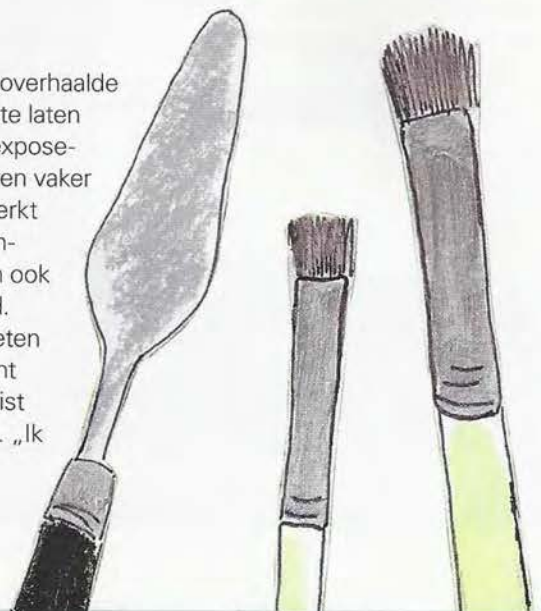 overhaalde
te laten
expose-
en vaker
erkt
n-
n ook
l.
eten
nt
ist
. „Ik